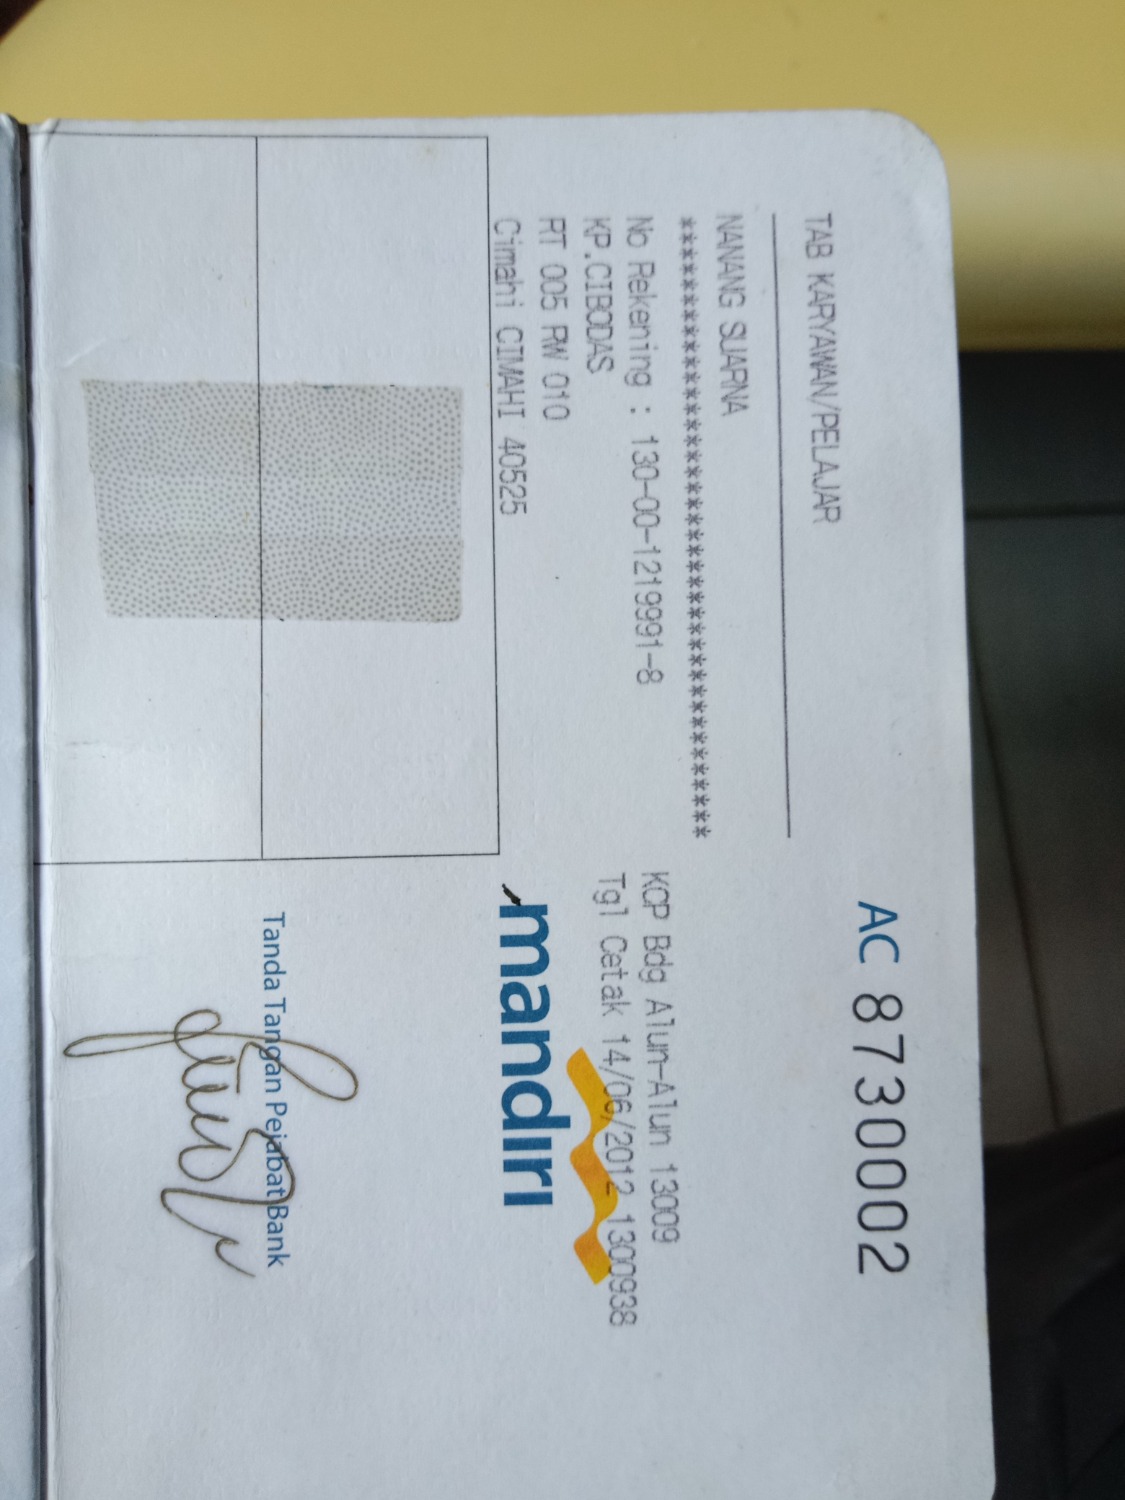 AC 8730002
TAB KARYAWAN/PELAJAR
NANANG SUARNA
***************************************
No Rekening : 130-00-1219991-8
KP.CIBODAS
RT 005 RW 010
Cimahi CIMAHI 40525
KCP Bdg Alun-Alun 13009
Tgl Cetak 14/06/2012 1300938
mandırı
Tanda Tangan Pejabat Bank